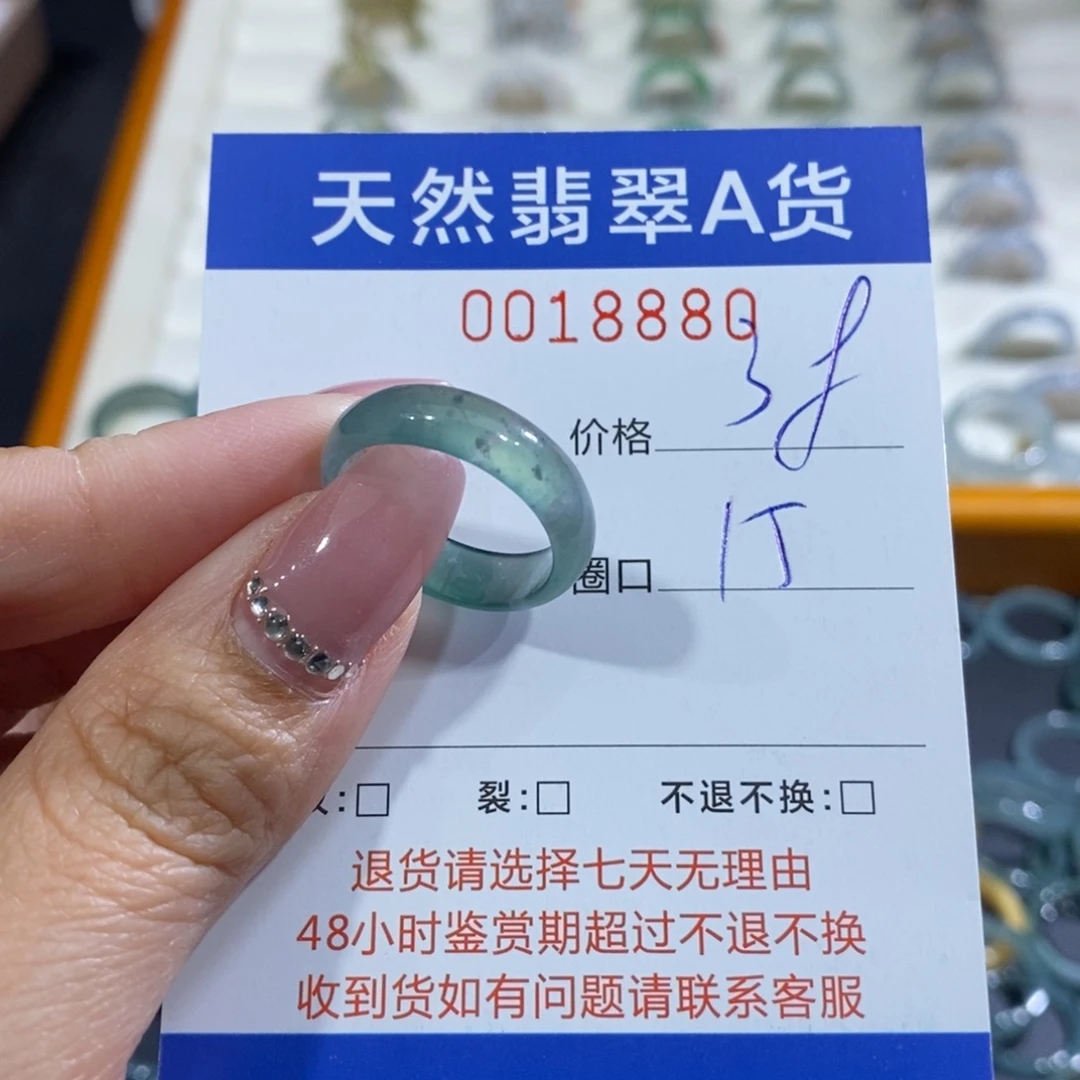 天然翡翠A货
0018880
价格
圈口 15
:□ 裂:□ 不退不换:□
退货请选择七天无理由
48小时鉴赏期超过不退不换
收到货如有问题请联系客服